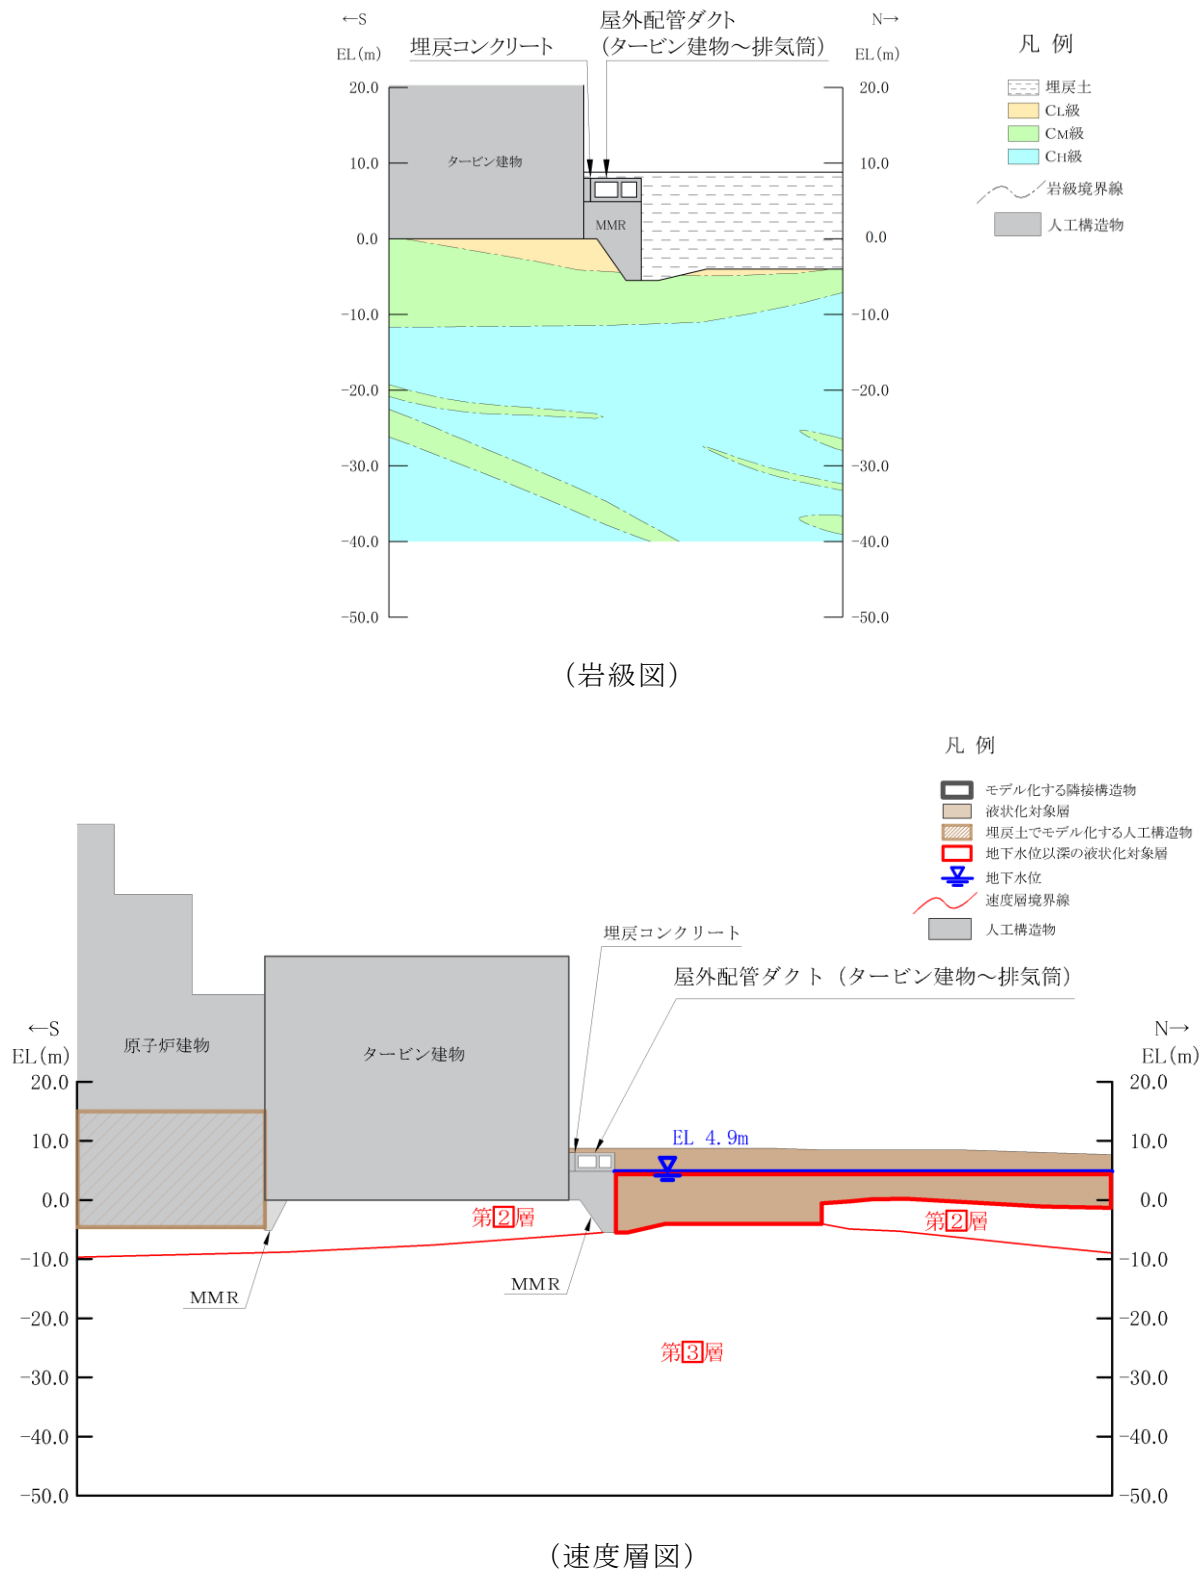 ←S
屋外配管ダクト
N→
EL(m)
埋戻コンクリート
(タービン建物～排気筒)
EL(m)
凡 例
20.0
20.0
埋戻土
CL級
CM級
CH級
岩級境界線
人工構造物
10.0
タービン建物
10.0
MMR
0.0
0.0
-10.0
-10.0
-20.0
-20.0
-30.0
-30.0
-40.0
-40.0
-50.0
-50.0
(岩級図)
凡 例
モデル化する隣接構造物
液状化対象層
埋戻土でモデル化する人工構造物
地下水位以深の液状化対象層
地下水位
速度層境界線
人工構造物
埋戻コンクリート
屋外配管ダクト (タービン建物～排気筒)
←S
EL(m)
原子炉建物
タービン建物
N→
EL(m)
20.0
20.0
10.0
EL 4.9m
10.0
0.0
0.0
第2層
第2層
-10.0
-10.0
MMR
MMR
-20.0
-20.0
第3層
-30.0
-30.0
-40.0
-40.0
-50.0
-50.0
(速度層図)